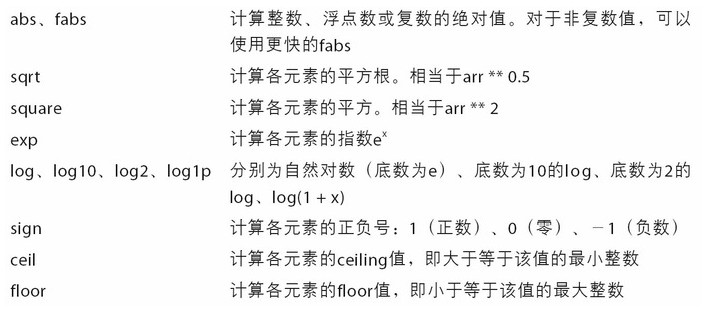 abs、fabs 计算整数、浮点数或复数的绝对值。对于非复数值，可以
使用更快的fabs
sqrt 计算各元素的平方根。相当于arr ** 0.5
square 计算各元素的平方。相当于arr ** 2
exp 计算各元素的指数eˣ
log、log10、log2、log1p 分别为自然对数（底数为e）、底数为10的log、底数为2的
log、log(1 + x)
sign 计算各元素的正负号：1（正数）、0（零）、－1（负数）
ceil 计算各元素的ceiling值，即大于等于该值的最小整数
floor 计算各元素的floor值，即小于等于该值的最大整数